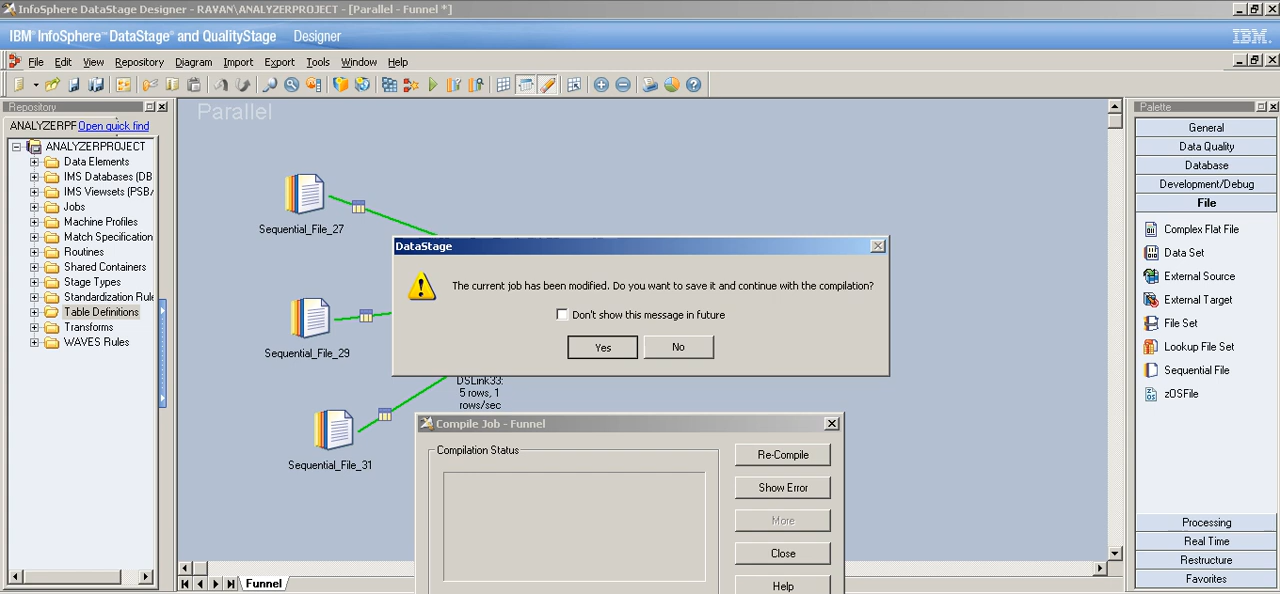 InfoSphere DataStage Designer - RAVAN\ANALYZERPROJECT - [Parallel - Funnel *]
IBM® InfoSphere™ DataStage® and QualityStage Designer
IBM.
File Edit View Repository Diagram Import Export Tools Window Help
Repository
ANALYZERPF Open quick find
ANALYZERPROJECT
Data Elements
IMS Databases (DB
IMS Viewsets (PSB/
Jobs
Machine Profiles
Match Specification
Routines
Shared Containers
Stage Types
Standardization Rule
Table Definitions
Transforms
WAVES Rules
Parallel
Sequential_File_27
Sequential_File_29
Sequential_File_31
DSLink33:
5 rows, 1
rows/sec
DataStage
The current job has been modified. Do you want to save it and continue with the compilation?
Don't show this message in future
Yes No
Compile Job - Funnel
Compilation Status
Re-Compile
Show Error
More
Close
Help
Funnel
Palette
General
Data Quality
Database
Development/Debug
File
Complex Flat File
Data Set
External Source
External Target
File Set
Lookup File Set
Sequential File
zOSFile
Processing
Real Time
Restructure
Favorites